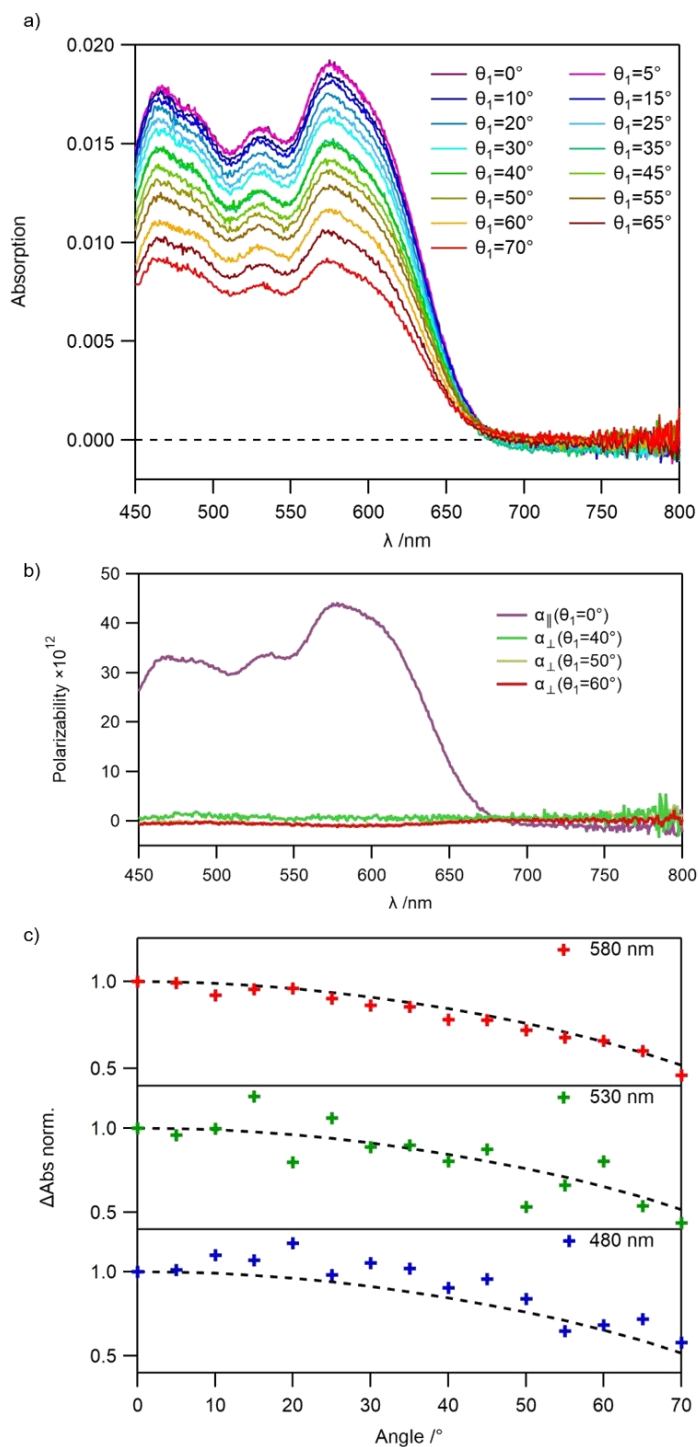 a)
0.020
0.015
0.010
0.005
0.000
Absorption
θ₁=0° θ₁=5°
θ₁=10° θ₁=15°
θ₁=20° θ₁=25°
θ₁=30° θ₁=35°
θ₁=40° θ₁=45°
θ₁=50° θ₁=55°
θ₁=60° θ₁=65°
θ₁=70°
450 500 550 600 650 700 750 800
λ /nm
b)
50
40
30
20
10
0
Polarizability ×10¹²
α∥(θ₁=0°)
α⊥(θ₁=40°)
α⊥(θ₁=50°)
α⊥(θ₁=60°)
450 500 550 600 650 700 750 800
λ /nm
c)
580 nm
1.0
0.5
530 nm
1.0
0.5
480 nm
1.0
0.5
ΔAbs norm.
0 10 20 30 40 50 60 70
Angle /°